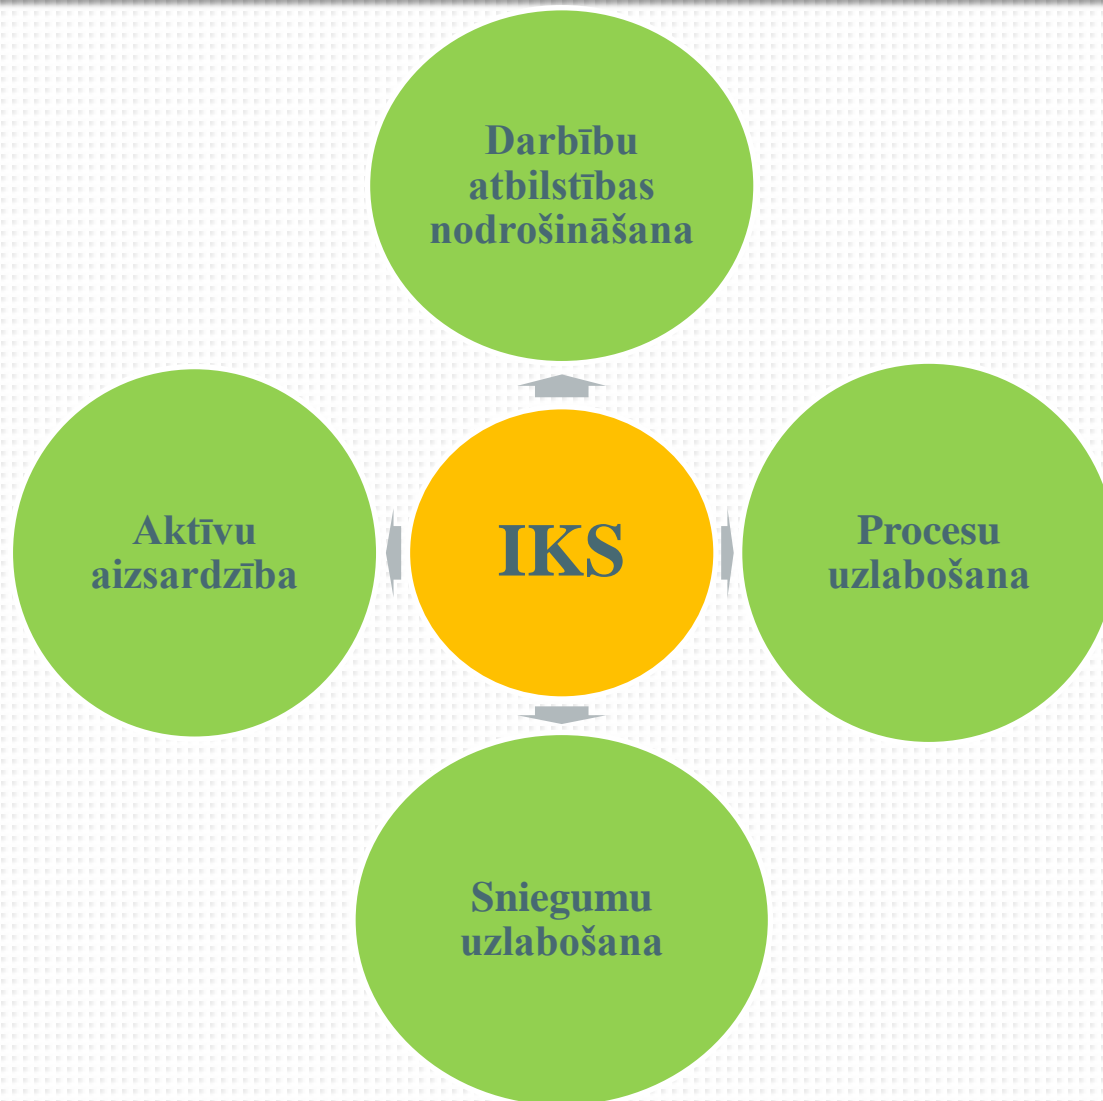 Darbību
atbilstības
nodrošināšana
Aktīvu
aizsardzība
IKS
Procesu
uzlabošana
Sniegumu
uzlabošana